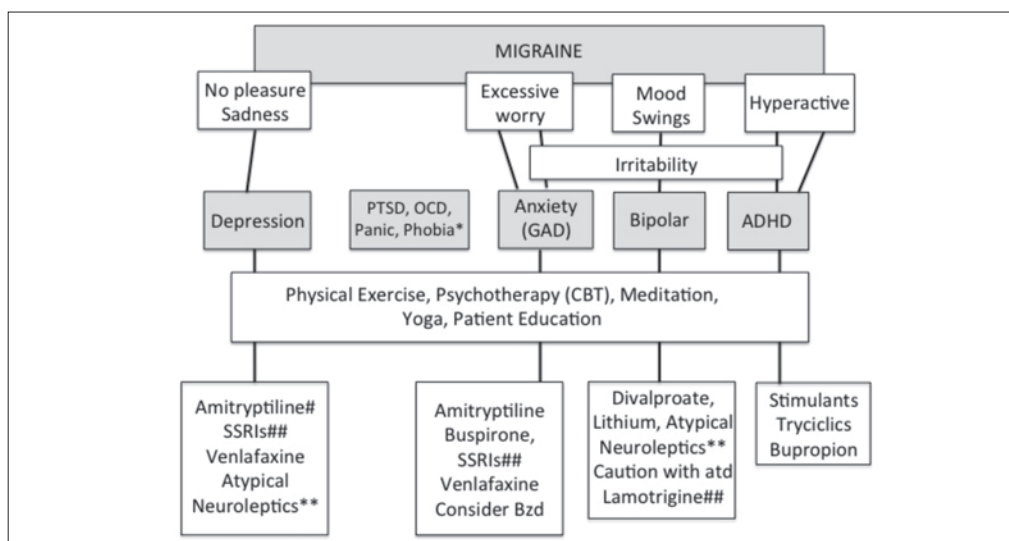 MIGRAINE
No pleasure
Sadness
Excessive
worry
Mood
Swings
Hyperactive
Irritability
Depression
PTSD, OCD,
Panic, Phobia*
Anxiety
(GAD)
Bipolar
ADHD
Physical Exercise, Psychotherapy (CBT), Meditation,
Yoga, Patient Education
Amitryptiline#
SSRIs##
Venlafaxine
Atypical
Neuroleptics**
Amitryptiline
Buspirone,
SSRIs##
Venlafaxine
Consider Bzd
Divalproate,
Lithium, Atypical
Neuroleptics**
Caution with atd
Lamotrigine##
Stimulants
Tryciclics
Bupropion